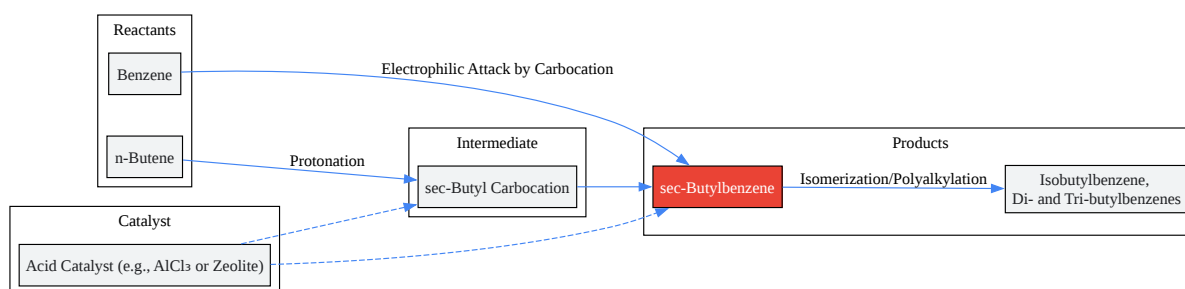 Reactants
Benzene
Electrophilic Attack by Carbocation
n-Butene
Protonation
Intermediate
sec-Butyl Carbocation
Products
sec-Butylbenzene
Isomerization/Polyalkylation
Isobutylbenzene,
Di- and Tri-butylbenzenes
Catalyst
Acid Catalyst (e.g., AlCl₃ or Zeolite)